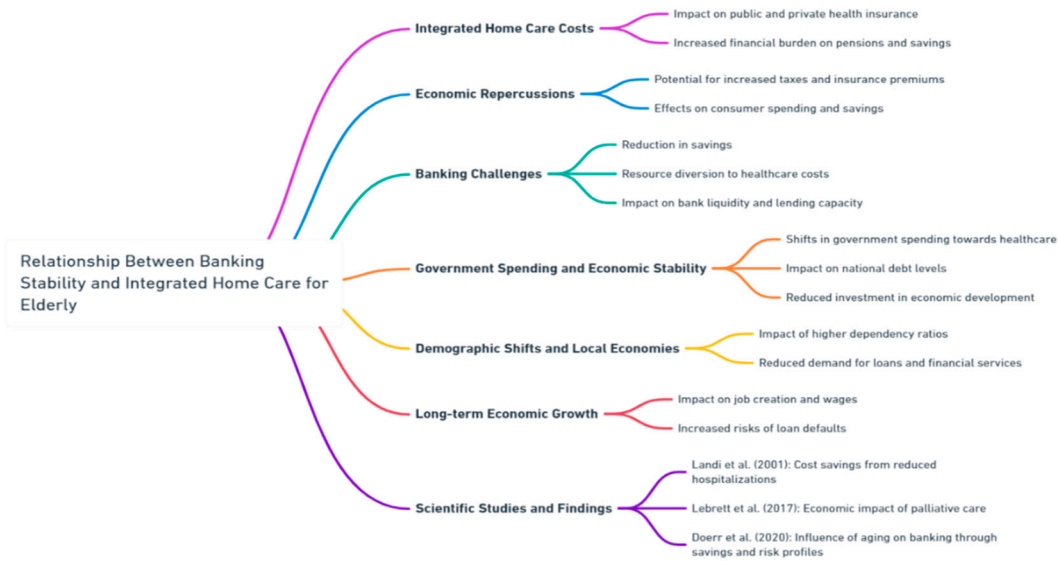 Relationship Between Banking
Stability and Integrated Home Care for
Elderly
Integrated Home Care Costs
Impact on public and private health insurance
Increased financial burden on pensions and savings
Economic Repercussions
Potential for increased taxes and insurance premiums
Effects on consumer spending and savings
Banking Challenges
Reduction in savings
Resource diversion to healthcare costs
Impact on bank liquidity and lending capacity
Government Spending and Economic Stability
Shifts in government spending towards healthcare
Impact on national debt levels
Reduced investment in economic development
Demographic Shifts and Local Economies
Impact of higher dependency ratios
Reduced demand for loans and financial services
Long-term Economic Growth
Impact on job creation and wages
Increased risks of loan defaults
Scientific Studies and Findings
Landi et al. (2001): Cost savings from reduced
hospitalizations
Lebrett et al. (2017): Economic impact of palliative care
Doerr et al. (2020): Influence of aging on banking through
savings and risk profiles